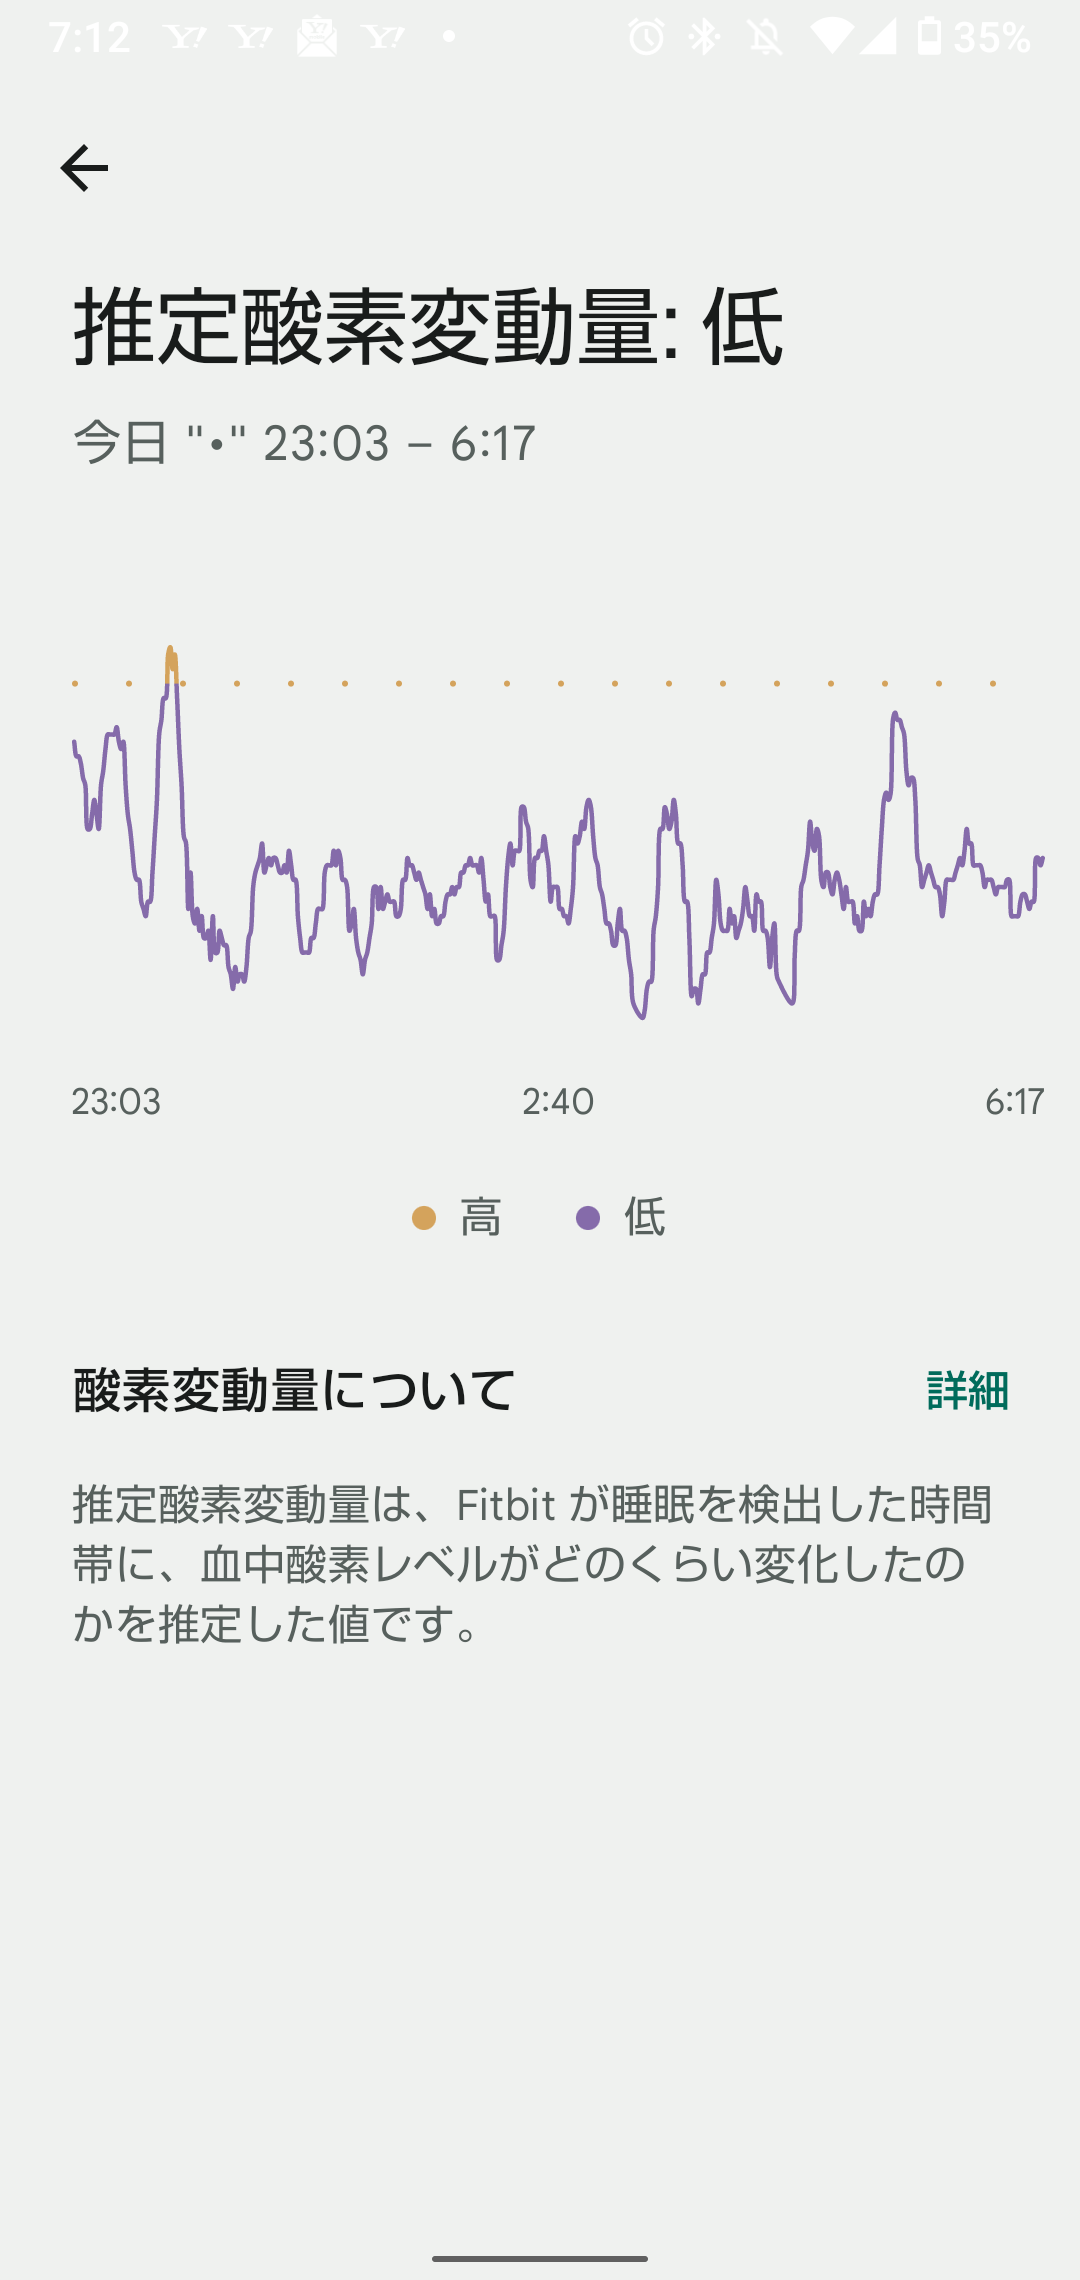 7:12 Y! Y! Y! Y! 35%
推定酸素変動量: 低
今日 "•" 23:03 – 6:17
23:03 2:40 6:17
高 低
酸素変動量について 詳細
推定酸素変動量は、Fitbit が睡眠を検出した時間
帯に、血中酸素レベルがどのくらい変化したの
かを推定した値です。